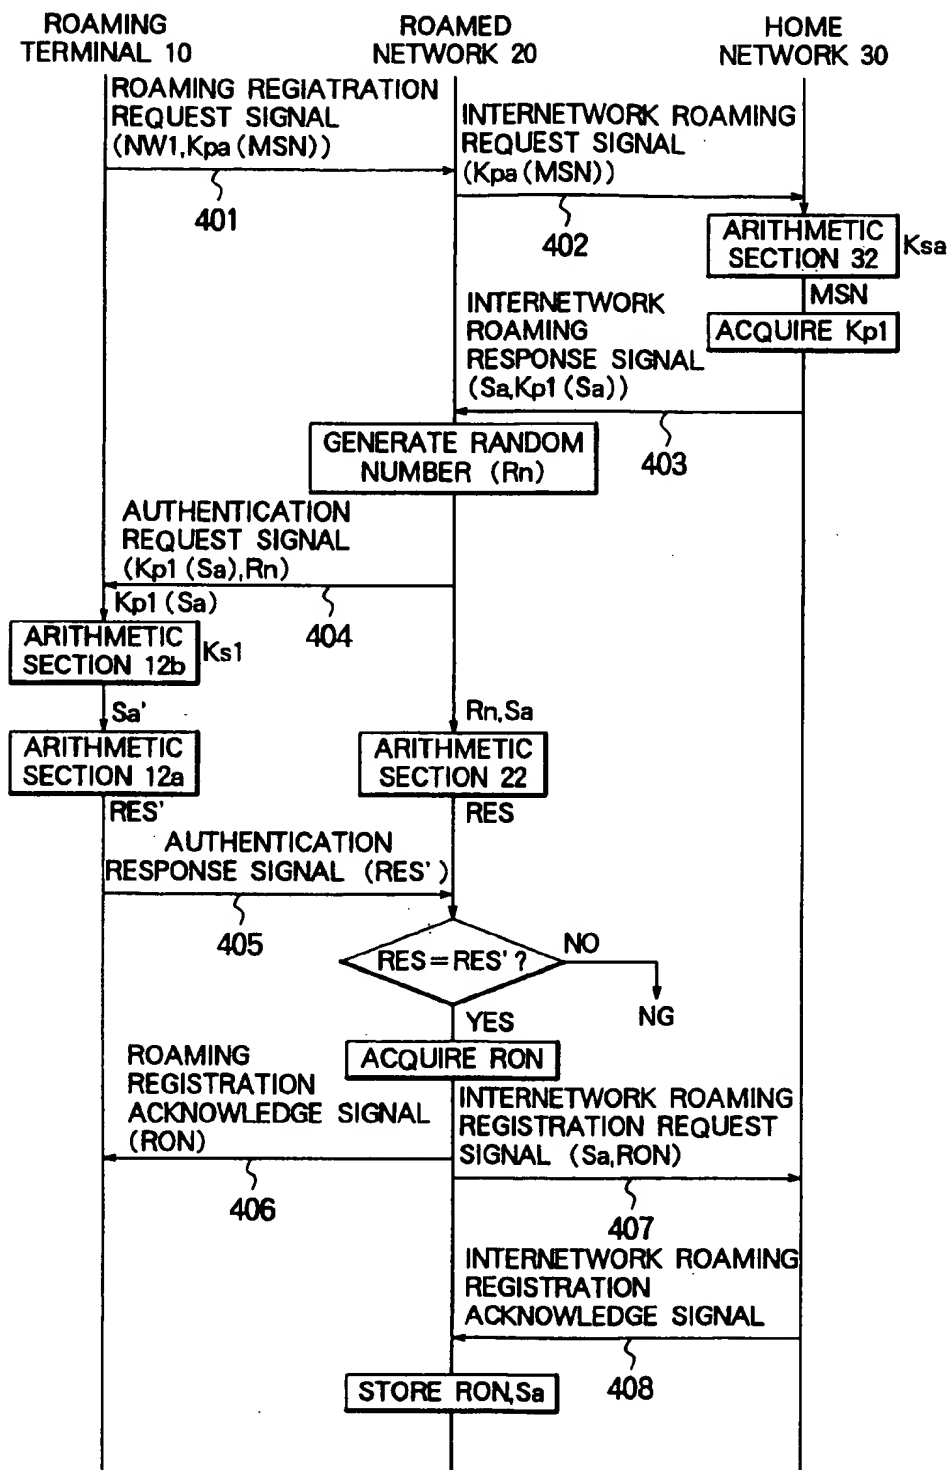 ROAMING
TERMINAL 10
ROAMED
NETWORK 20
HOME
NETWORK 30
ROAMING REGIATRATION
REQUEST SIGNAL
(NW1,Kpa (MSN))
401
INTERNETWORK ROAMING
REQUEST SIGNAL
(Kpa (MSN))
402
ARITHMETIC
SECTION 32
Ksa
MSN
ACQUIRE Kp1
INTERNETWORK
ROAMING
RESPONSE SIGNAL
(Sa,Kp1 (Sa))
403
GENERATE RANDOM
NUMBER (Rn)
AUTHENTICATION
REQUEST SIGNAL
(Kp1 (Sa),Rn)
404
Kp1 (Sa)
ARITHMETIC
SECTION 12b
Ks1
Sa'
ARITHMETIC
SECTION 12a
RES'
Rn,Sa
ARITHMETIC
SECTION 22
RES
AUTHENTICATION
RESPONSE SIGNAL (RES')
405
RES=RES' ?
NO
NG
YES
ACQUIRE RON
ROAMING
REGISTRATION
ACKNOWLEDGE SIGNAL
(RON)
406
INTERNETWORK ROAMING
REGISTRATION REQUEST
SIGNAL (Sa,RON)
407
INTERNETWORK ROAMING
REGISTRATION
ACKNOWLEDGE SIGNAL
408
STORE RON,Sa